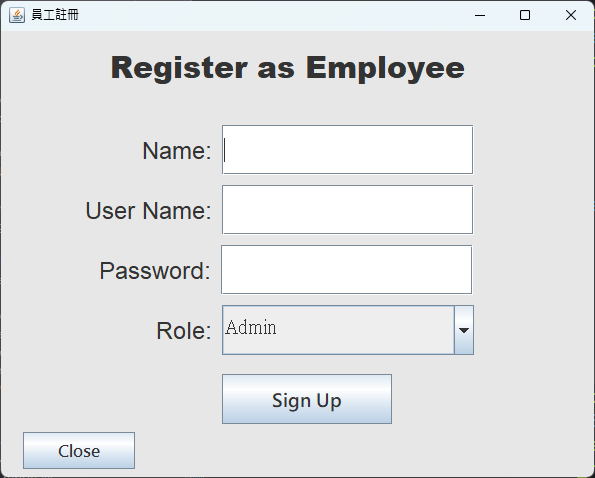 員工註冊
Register as Employee
Name:
User Name:
Password:
Role: Admin
Sign Up
Close